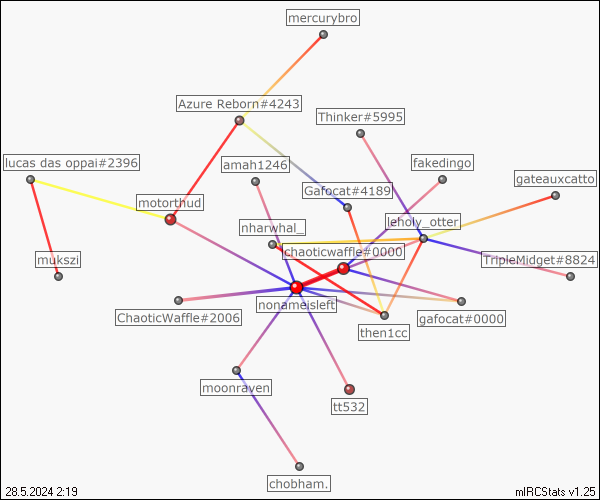 mercurybro
Azure Reborn#4243
Thinker#5995
lucas das oppai#2396
amah1246
fakedingo
gateauxcatto
Gafocat#4189
motorthud
leholy_otter
nharwhal_
chaoticwaffle#0000
mukszi
TripleMidget#8824
nonameisleft
ChaoticWaffle#2006
gafocat#0000
then1cc
moonraven
tt532
chobham.
28.5.2024 2:19
mIRCStats v1.25